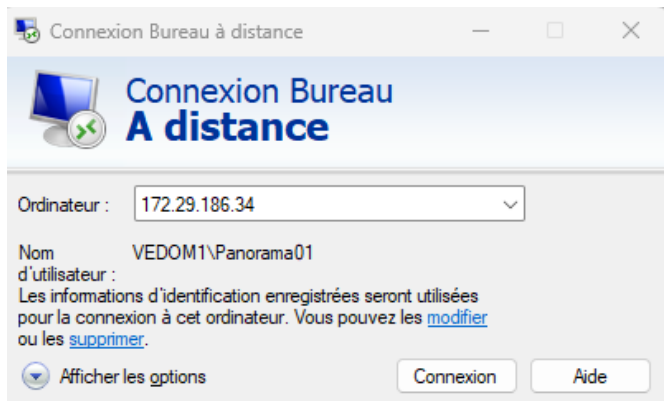 Connexion Bureau à distance
Connexion Bureau
A distance
Ordinateur :
172.29.186.34
Nom
d'utilisateur :
VEDOM1\Panorama01
Les informations d'identification enregistrées seront utilisées
pour la connexion à cet ordinateur. Vous pouvez les modifier
ou les supprimer.
Afficher les options
Connexion
Aide